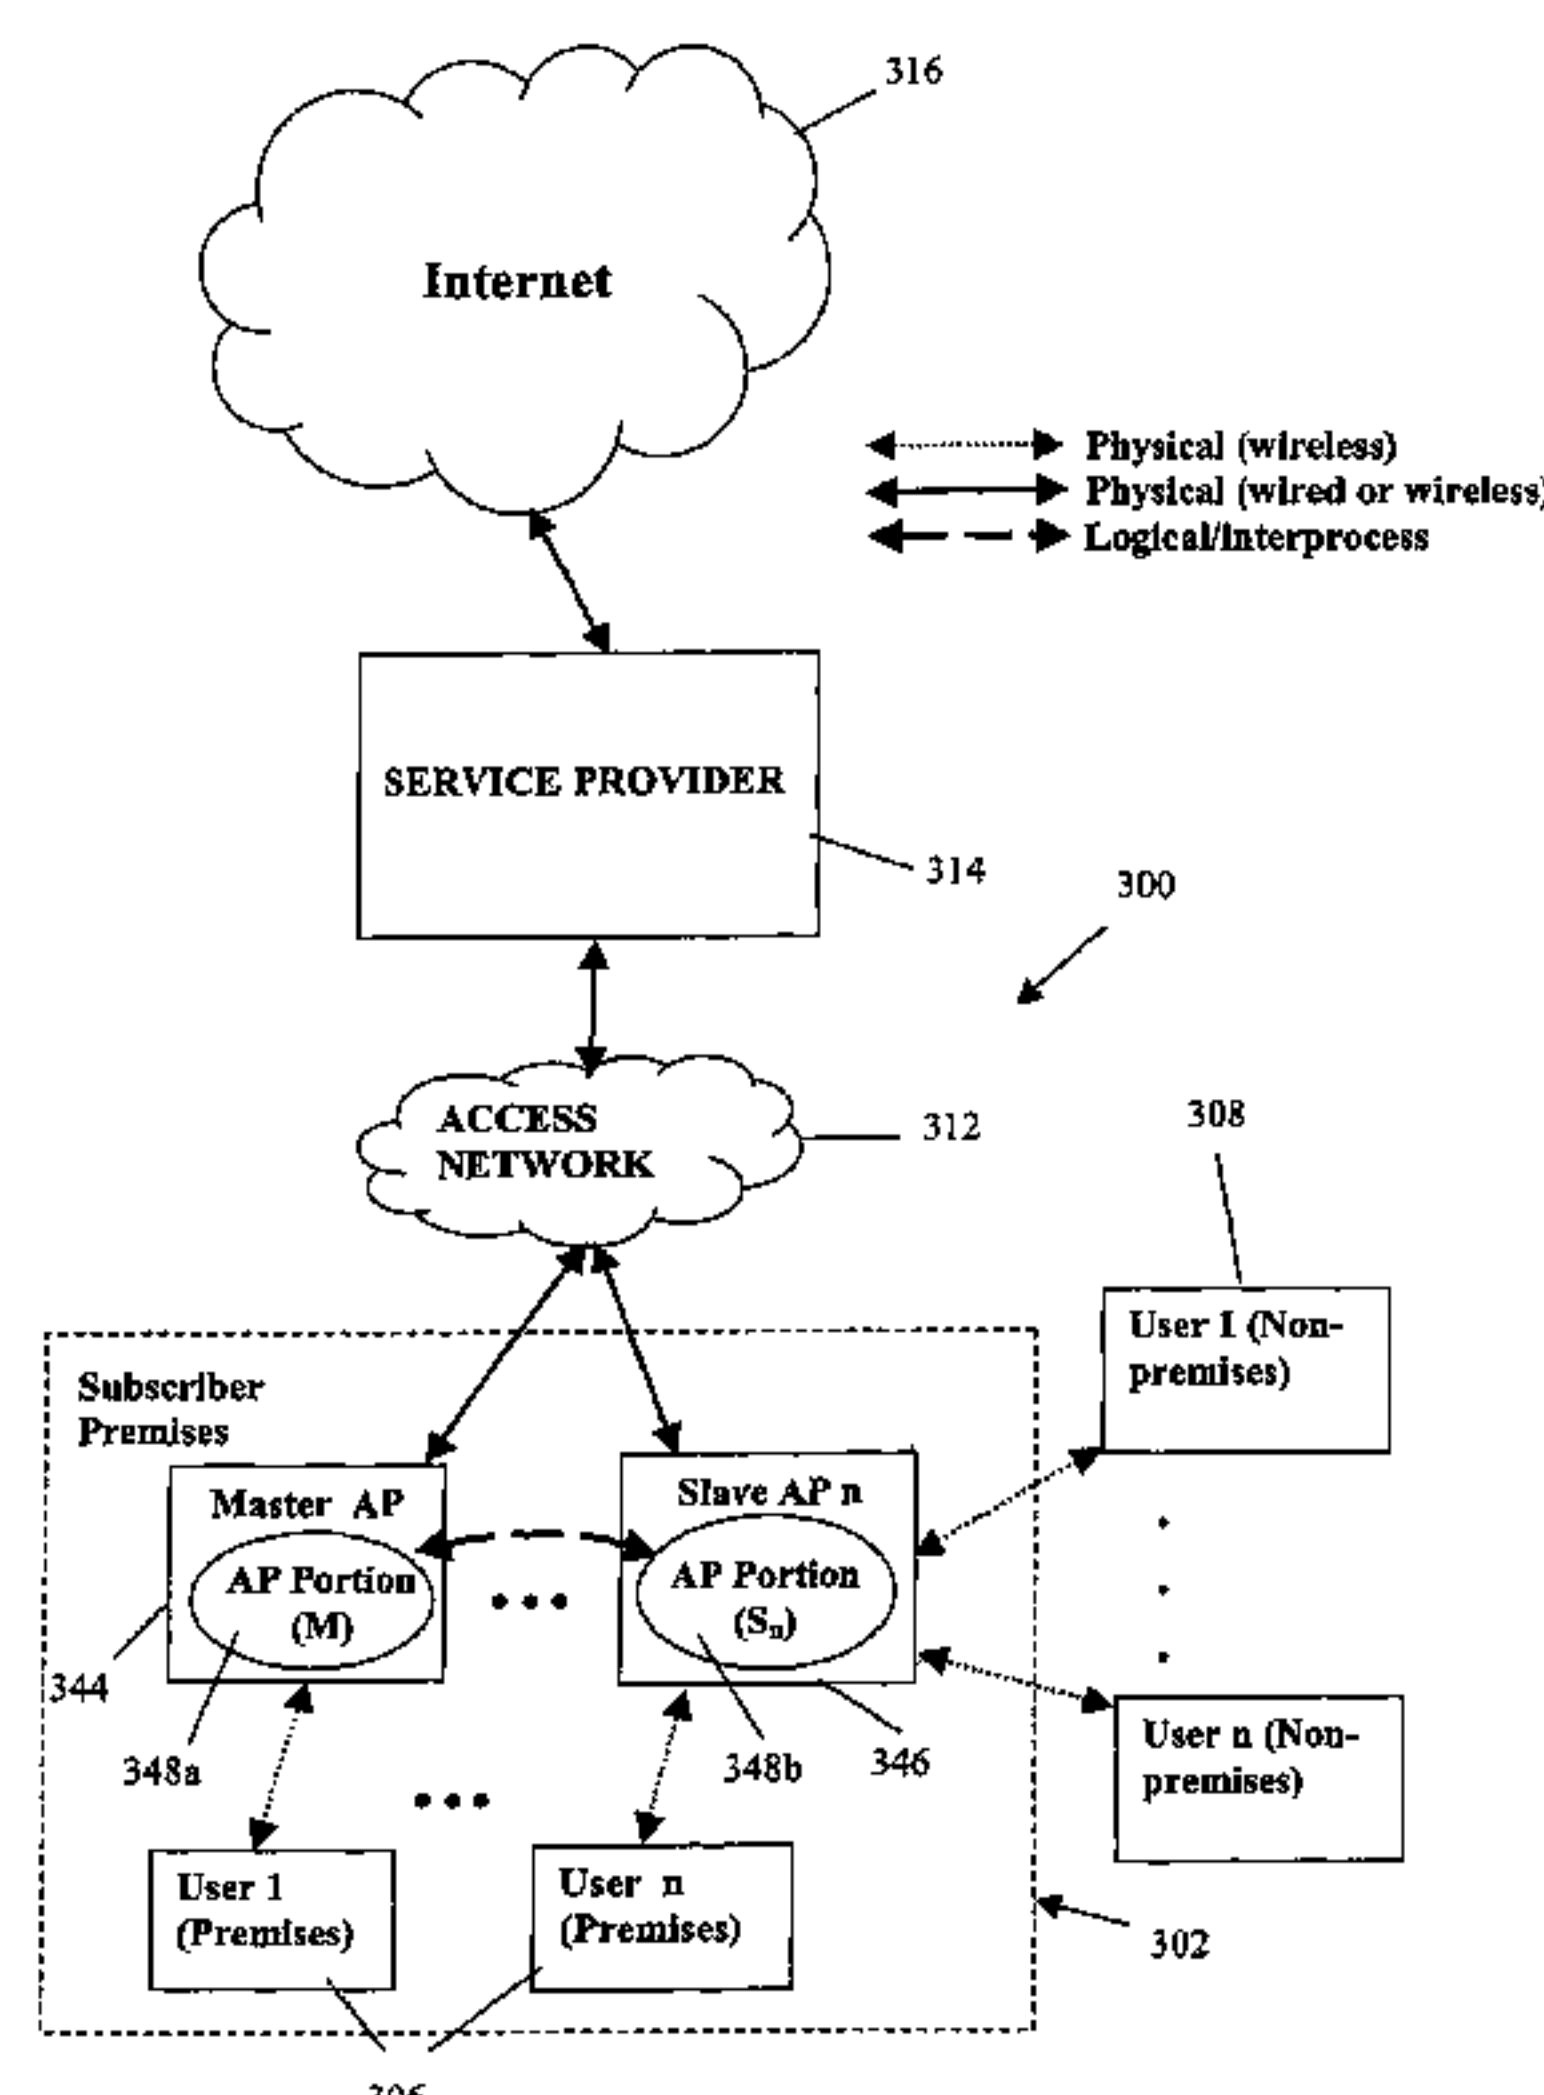 316
Internet
Physical (wireless)
Physical (wired or wireless)
Logical/interprocess
SERVICE PROVIDER
314
300
ACCESS
NETWORK
312
308
User 1 (Non-
premises)
Subscriber
Premises
Master AP
Slave AP n
AP Portion
(M)
AP Portion
(Sn)
344
348a
348b
346
User n (Non-
premises)
User 1
(Premises)
User n
(Premises)
302